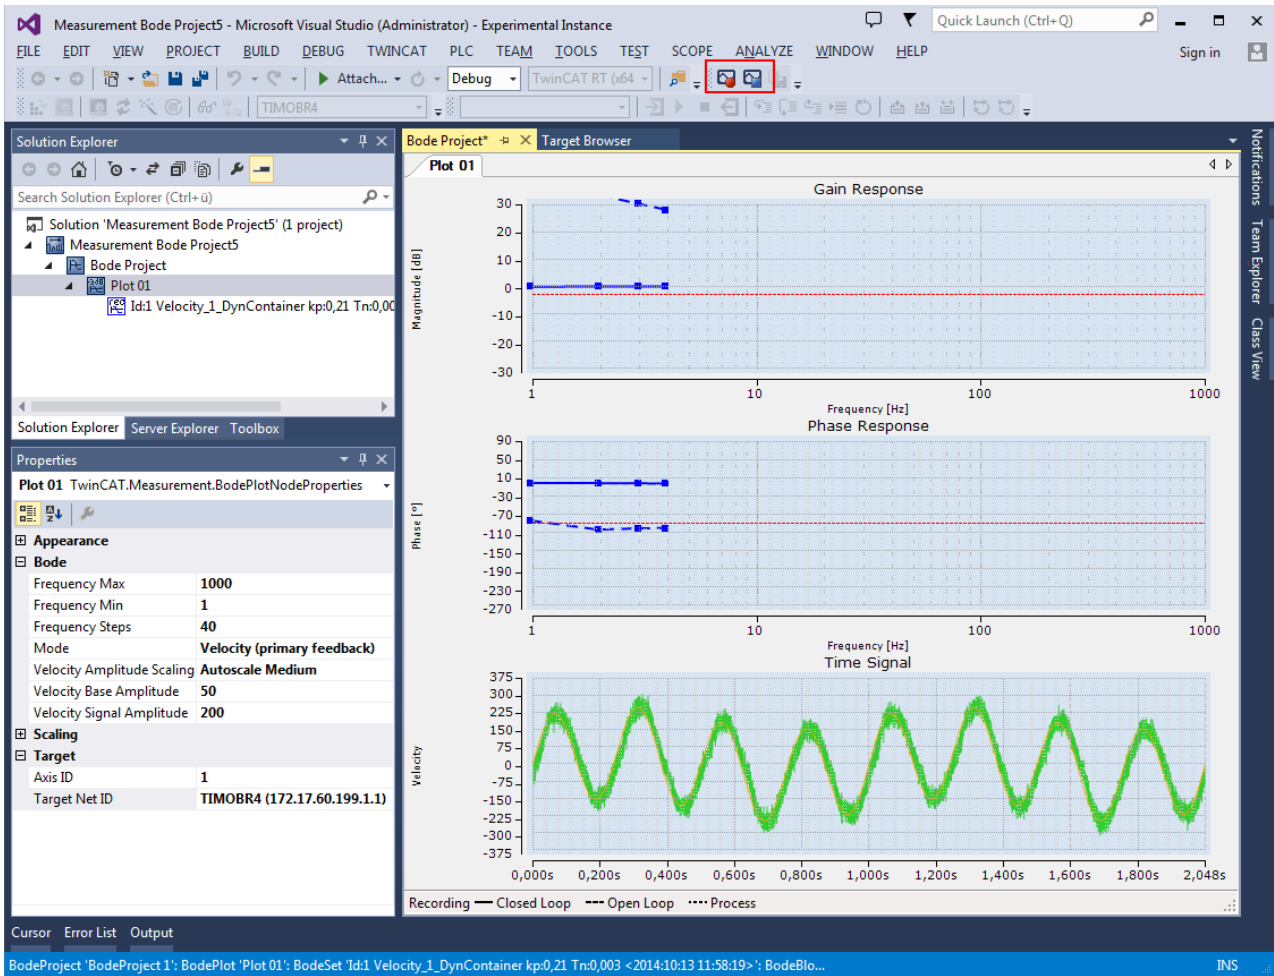 Measurement Bode Project5 - Microsoft Visual Studio (Administrator) - Experimental Instance
Quick Launch (Ctrl+Q)
FILE EDIT VIEW PROJECT BUILD DEBUG TWINCAT PLC TEAM TOOLS TEST SCOPE ANALYZE WINDOW HELP
Sign in
Attach... Debug TwinCAT RT (x64
TIMOBR4
Solution Explorer
Search Solution Explorer (Ctrl+ü)
Solution 'Measurement Bode Project5' (1 project)
Measurement Bode Project5
Bode Project
Plot 01
Id:1 Velocity_1_DynContainer kp:0,21 Tn:0,00
Solution Explorer Server Explorer Toolbox
Properties
Plot 01 TwinCAT.Measurement.BodePlotNodeProperties
Appearance
Bode
Frequency Max 1000
Frequency Min 1
Frequency Steps 40
Mode Velocity (primary feedback)
Velocity Amplitude Scaling Autoscale Medium
Velocity Base Amplitude 50
Velocity Signal Amplitude 200
Scaling
Target
Axis ID 1
Target Net ID TIMOBR4 (172.17.60.199.1.1)
Bode Project* Target Browser
Plot 01
Gain Response
Magnitude [dB]
30
20
10
0
-10
-20
-30
1 10 100 1000
Frequency [Hz]
Phase Response
Phase [°]
90
50
10
-30
-70
-110
-150
-190
-230
-270
1 10 100 1000
Frequency [Hz]
Time Signal
Velocity
375
300
225
150
75
0
-75
-150
-225
-300
-375
0,000s 0,200s 0,400s 0,600s 0,800s 1,000s 1,200s 1,400s 1,600s 1,800s 2,048s
Recording Closed Loop Open Loop Process
Notifications
Team Explorer
Class View
Cursor Error List Output
BodeProject 'BodeProject1': BodePlot 'Plot 01': BodeSet 'Id:1 Velocity_1_DynContainer kp:0,21 Tn:0,003 <2014:10:13 11:58:19>': BodeBlo...
INS